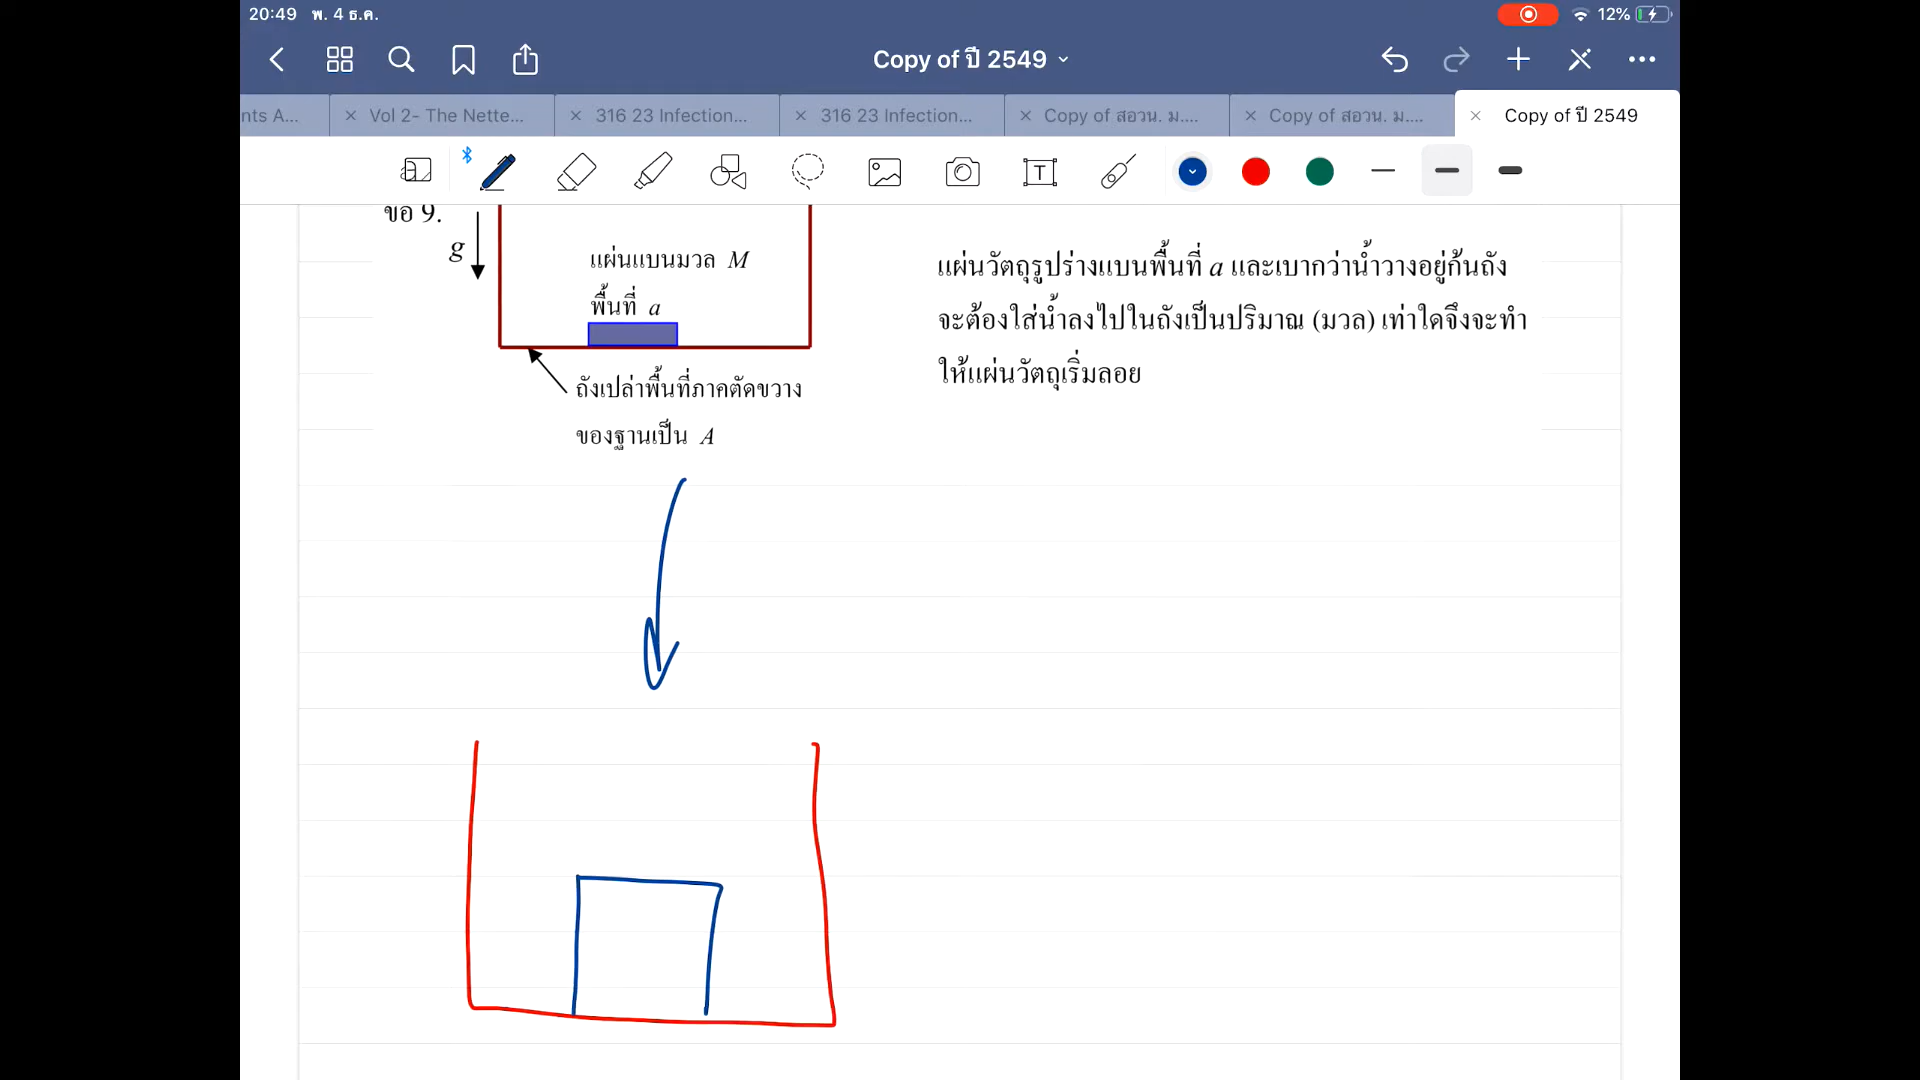 20:49 พ. 4 ธ.ค.
12%
Copy of ปี 2549
nts A...
Vol 2- The Nette...
316 23 Infection...
316 23 Infection...
Copy of สอวน. ม....
Copy of สอวน. ม....
Copy of ปี 2549
ข้อ 9.
g
แผ่นแบนมวล M
พื้นที่ a
ถังเปล่าพื้นที่ภาคตัดขวาง
ของฐานเป็น A
แผ่นวัตถุรูปร่างแบนพื้นที่ a และเบากว่าน้ำวางอยู่ก้นถัง
จะต้องใส่น้ำลงไปในถังเป็นปริมาณ (มวล) เท่าใดจึงจะทำ
ให้แผ่นวัตถุเริ่มลอย